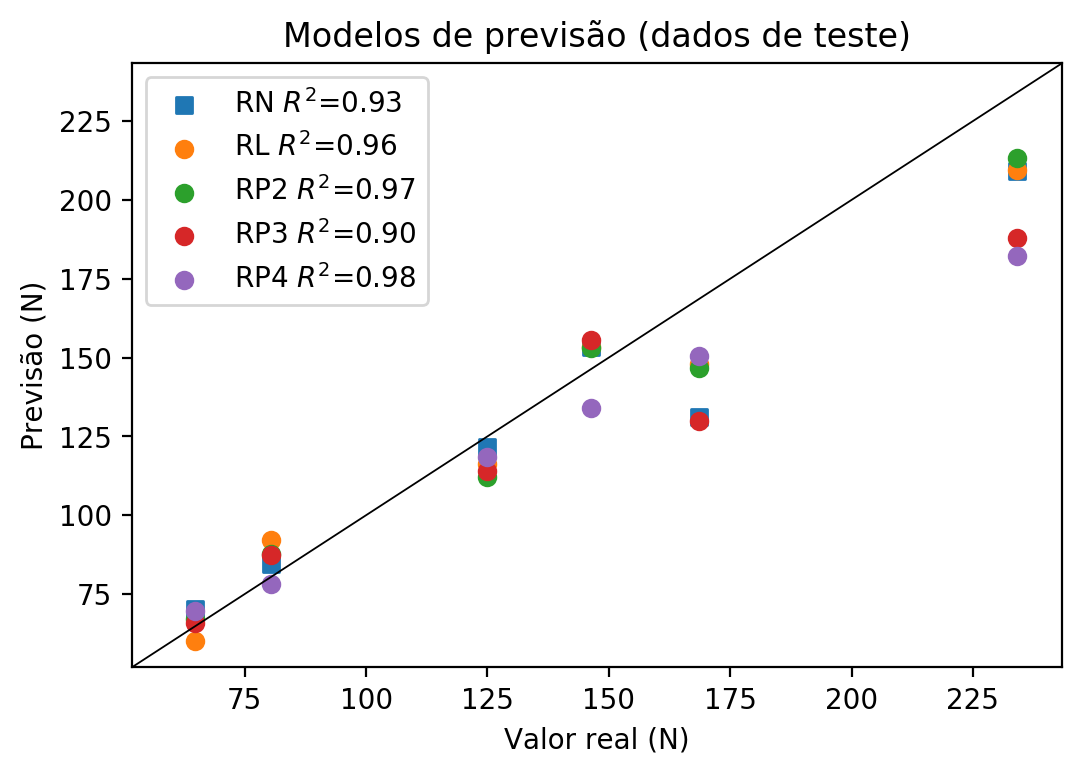 Modelos de previsão (dados de teste)
RN R²=0.93
RL R²=0.96
RP2 R²=0.97
RP3 R²=0.90
RP4 R²=0.98
225
200
175
150
125
100
75
Previsão (N)
75 100 125 150 175 200 225
Valor real (N)